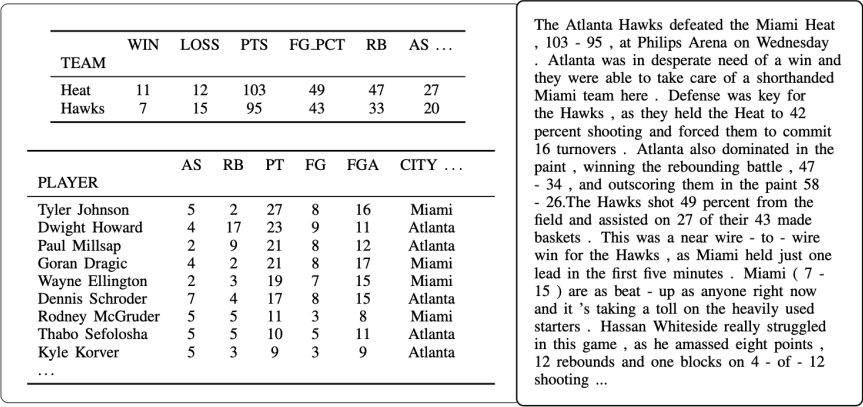 WIN LOSS PTS FG_PCT RB AS ...
TEAM
Heat 11 12 103 49 47 27
Hawks 7 15 95 43 33 20
AS RB PT FG FGA CITY ...
PLAYER
Tyler Johnson 5 2 27 8 16 Miami
Dwight Howard 4 17 23 9 11 Atlanta
Paul Millsap 2 9 21 8 12 Atlanta
Goran Dragic 4 2 21 8 17 Miami
Wayne Ellington 2 3 19 7 15 Miami
Dennis Schroder 7 4 17 8 15 Atlanta
Rodney McGruder 5 5 11 3 8 Miami
Thabo Sefolosha 5 5 10 5 11 Atlanta
Kyle Korver 5 3 9 3 9 Atlanta
...
The Atlanta Hawks defeated the Miami Heat
, 103 - 95 , at Philips Arena on Wednesday
. Atlanta was in desperate need of a win and
they were able to take care of a shorthanded
Miami team here . Defense was key for
the Hawks , as they held the Heat to 42
percent shooting and forced them to commit
16 turnovers . Atlanta also dominated in the
paint , winning the rebounding battle , 47
- 34 , and outscoring them in the paint 58
- 26.The Hawks shot 49 percent from the
field and assisted on 27 of their 43 made
baskets . This was a near wire - to - wire
win for the Hawks , as Miami held just one
lead in the first five minutes . Miami ( 7 -
15 ) are as beat - up as anyone right now
and it 's taking a toll on the heavily used
starters . Hassan Whiteside really struggled
in this game , as he amassed eight points ,
12 rebounds and one blocks on 4 - of - 12
shooting ...